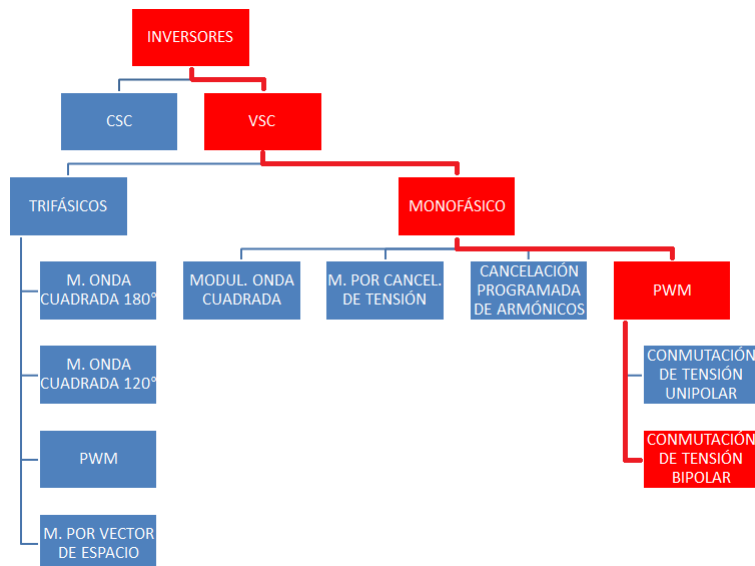 INVERSORES
CSC
VSC
TRIFÁSICOS
MONOFÁSICO
M. ONDA
CUADRADA 180°
MODUL. ONDA
CUADRADA
M. POR CANCEL.
DE TENSIÓN
CANCELACIÓN
PROGRAMADA
DE ARMÓNICOS
PWM
M. ONDA
CUADRADA 120°
CONMUTACIÓN
DE TENSIÓN
UNIPOLAR
PWM
CONMUTACIÓN
DE TENSIÓN
BIPOLAR
M. POR VECTOR
DE ESPACIO